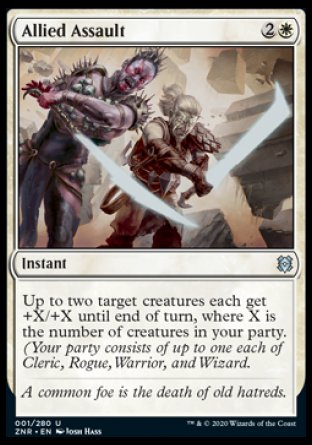 Allied Assault 2
Instant
Up to two target creatures each get
+X/+X until end of turn, where X is
the number of creatures in your party.
(Your party consists of up to one each of
Cleric, Rogue, Warrior, and Wizard.
A common foe is the death of old hatreds.
001/280 U
ZNR • EN Josh Hass
™ & © 2020 Wizards of the Coast